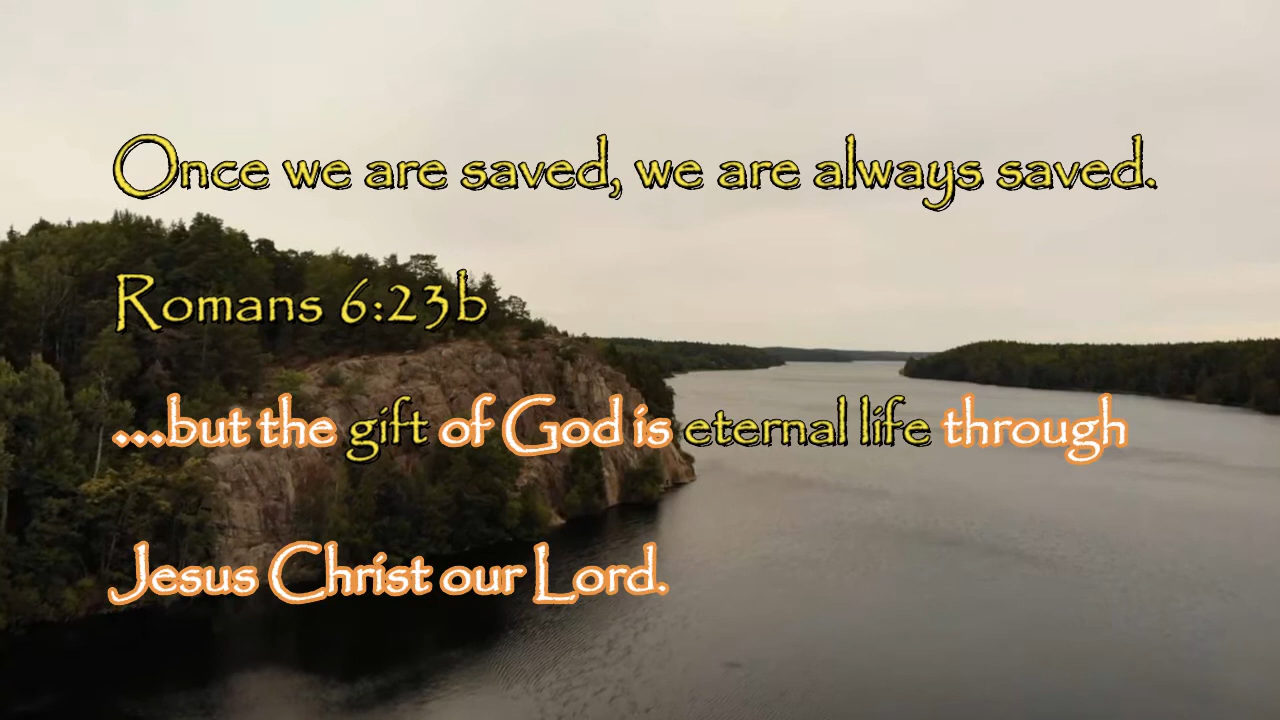 Once we are saved, we are always saved.
Romans 6:23b
...but the gift of God is eternal life through
Jesus Christ our Lord.